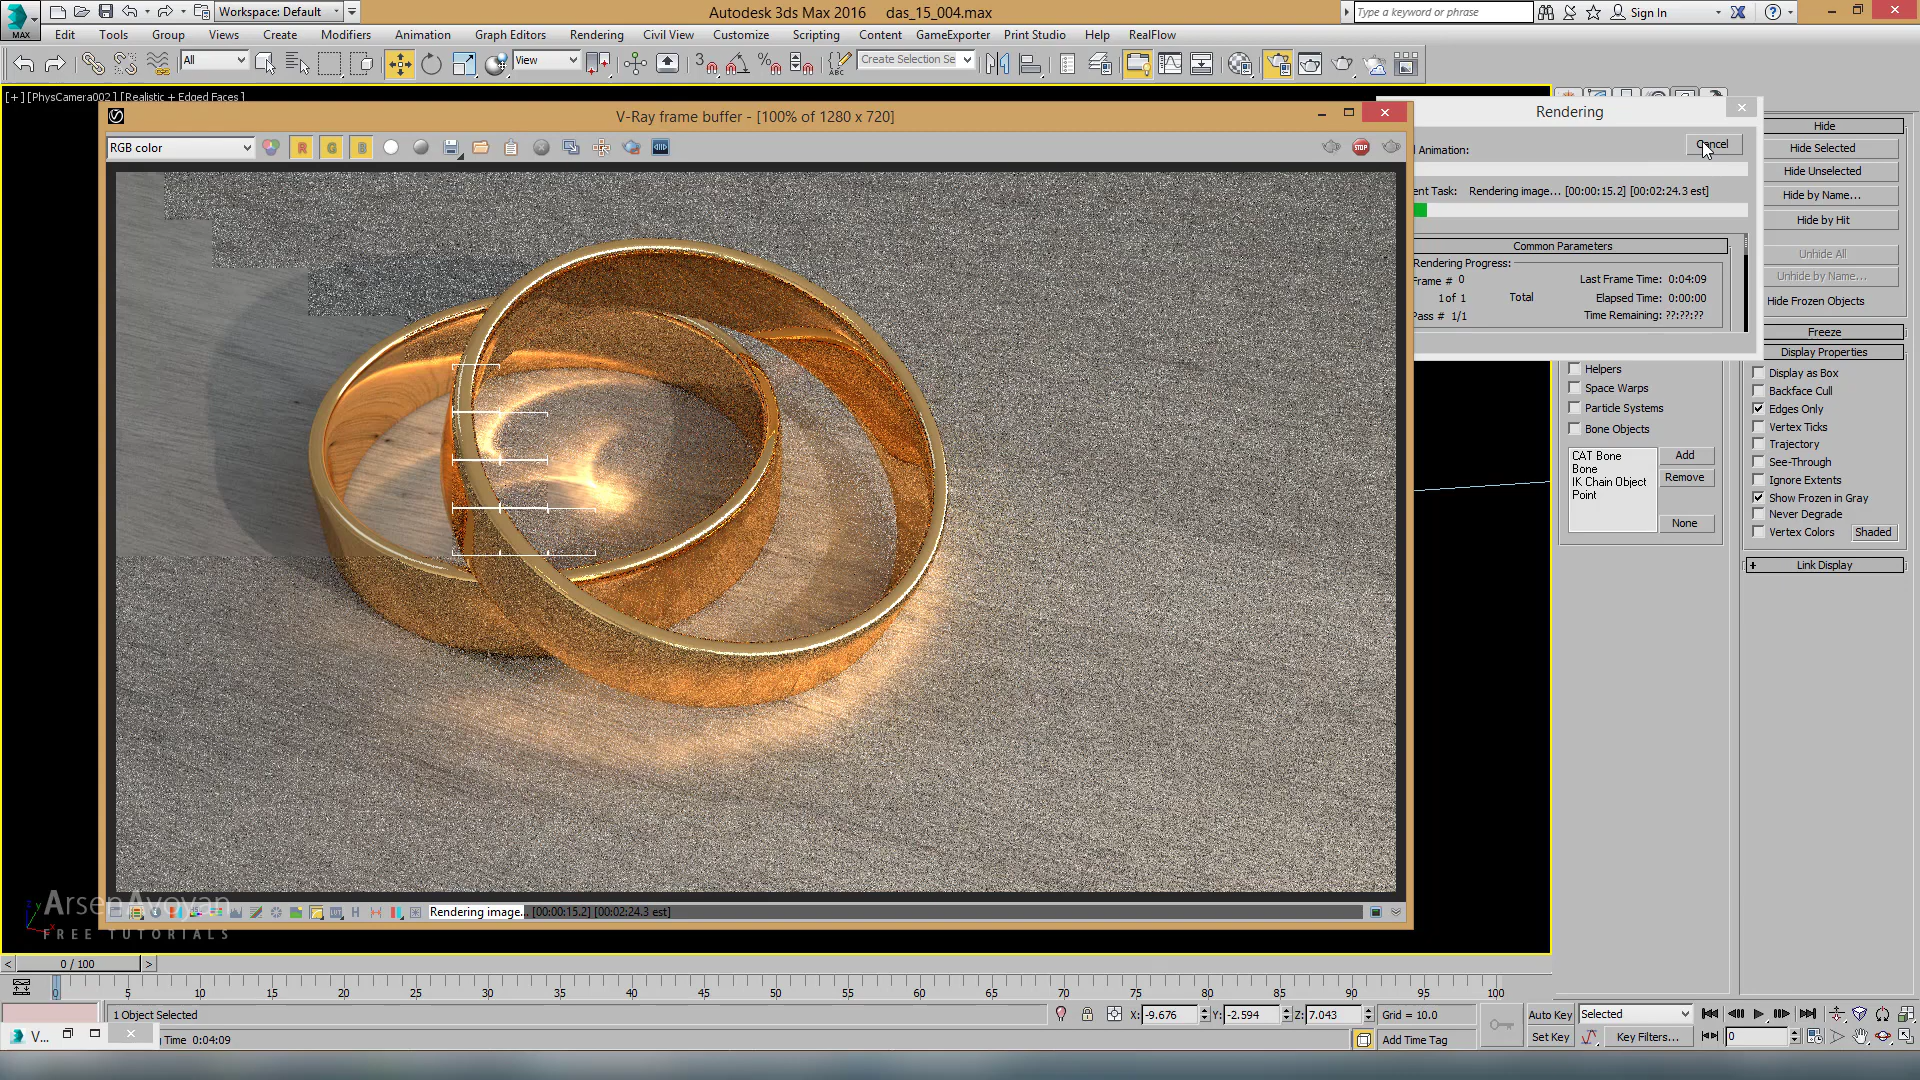 MAX
Workspace: Default
Autodesk 3ds Max 2016 das_15_004.max
Type a keyword or phrase
Sign In
Edit Tools Group Views Create Modifiers Animation Graph Editors Rendering Civil View Customize Scripting Content GameExporter Print Studio Help RealFlow
All
View
3
ABC
Create Selection Se
[+] [PhysCamera002] [Realistic + Edged Faces]
V-Ray frame buffer - [100% of 1280 x 720]
RGB color
R G B
STOP
Rendering
Animation:
Cancel
ent Task: Rendering image... [00:00:15.2] [00:02:24.3 est]
Common Parameters
Rendering Progress:
Frame # 0
Last Frame Time: 0:04:09
1 of 1 Total
Elapsed Time: 0:00:00
Pass # 1/1
Time Remaining: ??:??:??
Hide
Hide Selected
Hide Unselected
Hide by Name...
Hide by Hit
Unhide All
Unhide by Name...
Hide Frozen Objects
Freeze
Display Properties
Display as Box
Backface Cull
Edges Only
Vertex Ticks
Trajectory
See-Through
Ignore Extents
Show Frozen in Gray
Never Degrade
Vertex Colors Shaded
Link Display
Helpers
Space Warps
Particle Systems
Bone Objects
CAT Bone
Bone
IK Chain Object
Point
Add
Remove
None
ArsenAvoyan
FREE TUTORIALS
Rendering image... [00:00:15.2] [00:02:24.3 est]
0 / 100
0 5 10 15 20 25 30 35 40 45 50 55 60 65 70 75 80 85 90 95 100
1 Object Selected
X: -9.676 Y: -2.594 Z: 7.043
Grid = 10.0
Auto Key
Selected
V...
Time 0:04:09
Add Time Tag
Set Key
Key Filters...
0